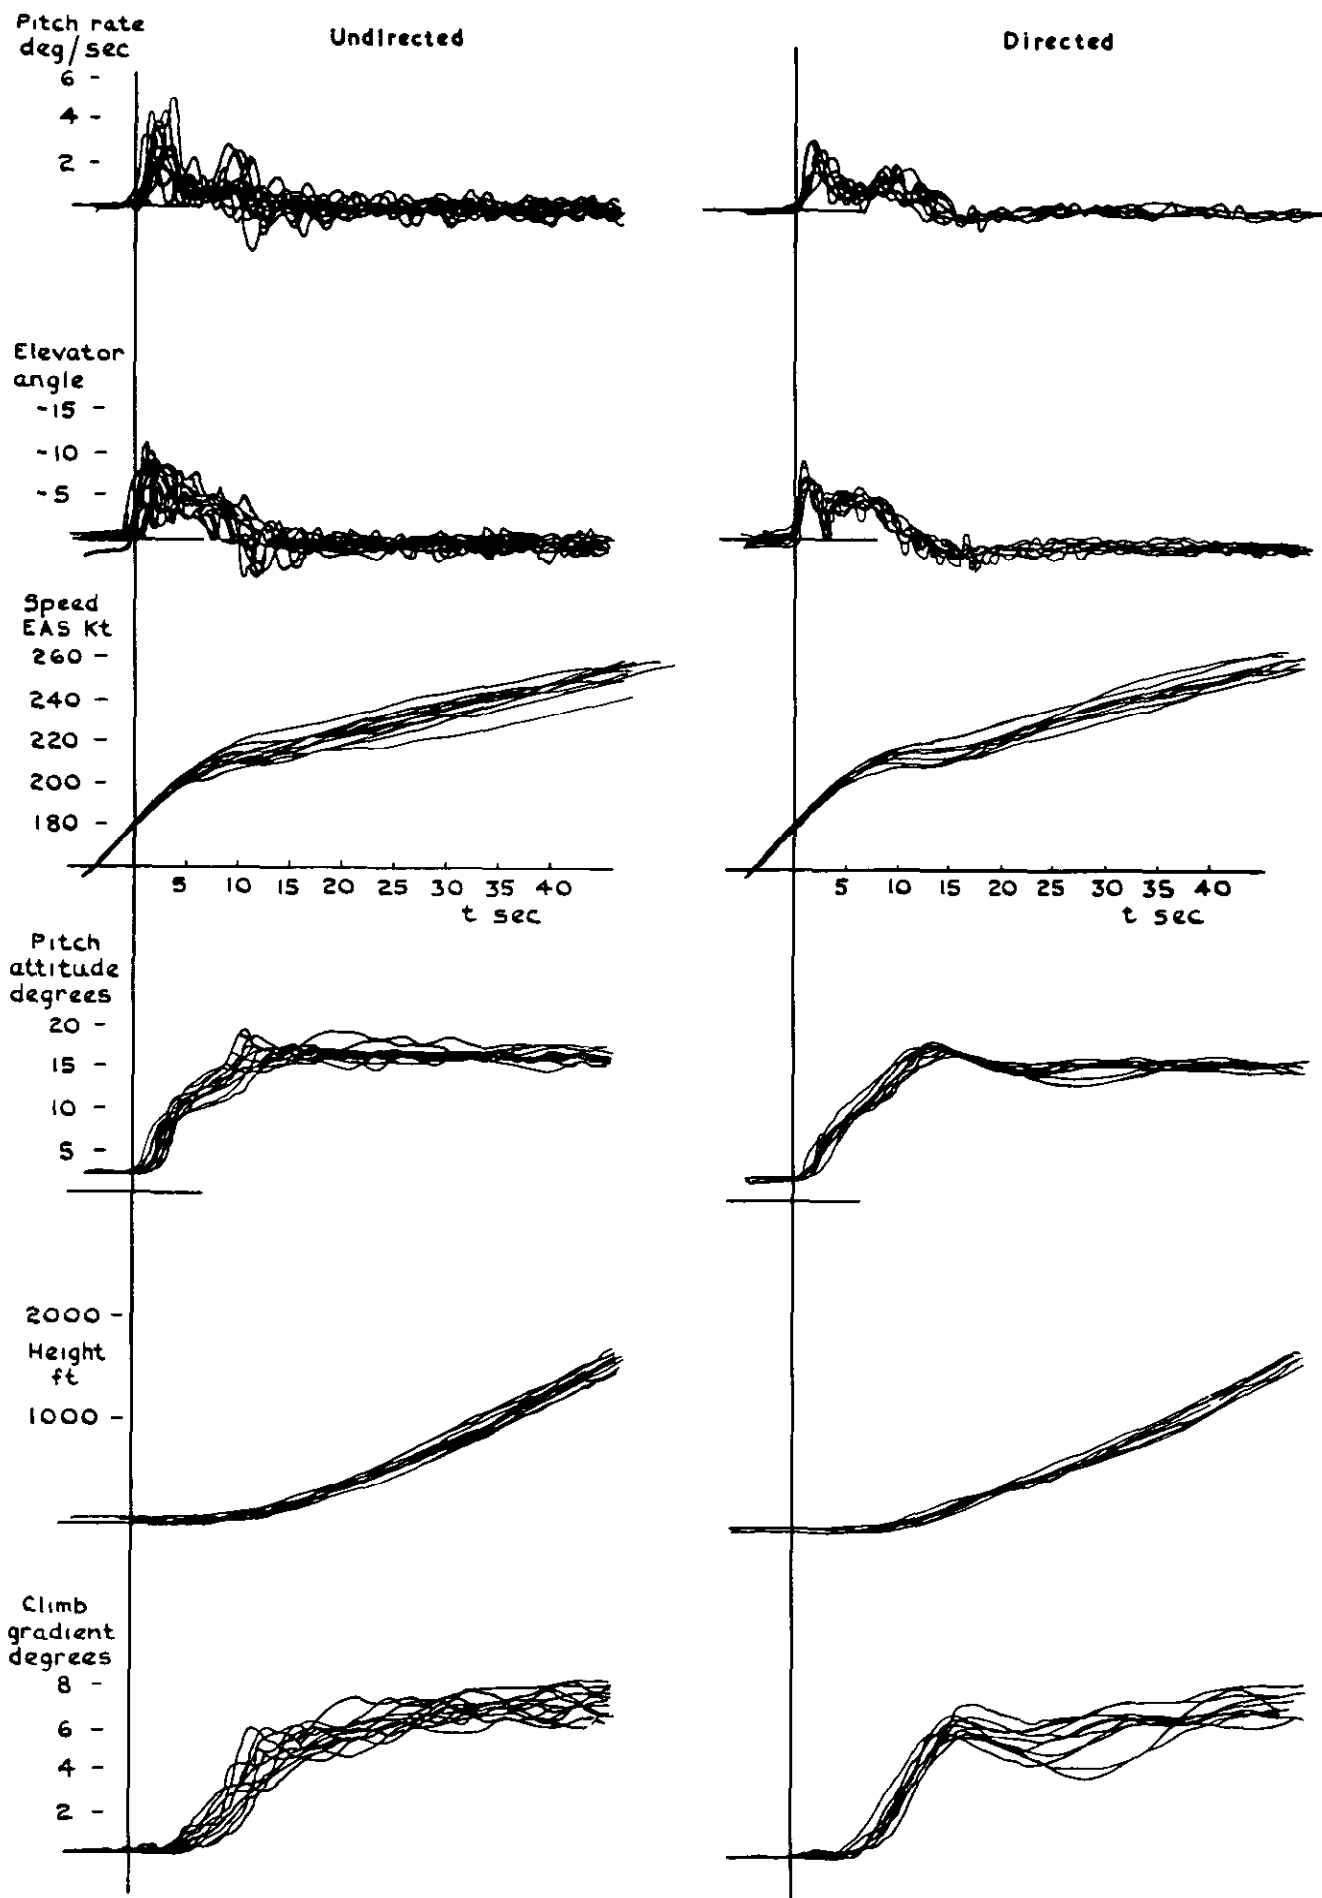 Pitch rate
deg/sec
Undirected
Directed
6 -
4 -
2 -
Elevator
angle
-15 -
-10 -
-5 -
Speed
EAS Kt
260 -
240 -
220 -
200 -
180 -
5 10 15 20 25 30 35 40
t sec
5 10 15 20 25 30 35 40
t sec
Pitch
attitude
degrees
20 -
15 -
10 -
5 -
2000 -
Height
ft
1000 -
Climb
gradient
degrees
8 -
6 -
4 -
2 -